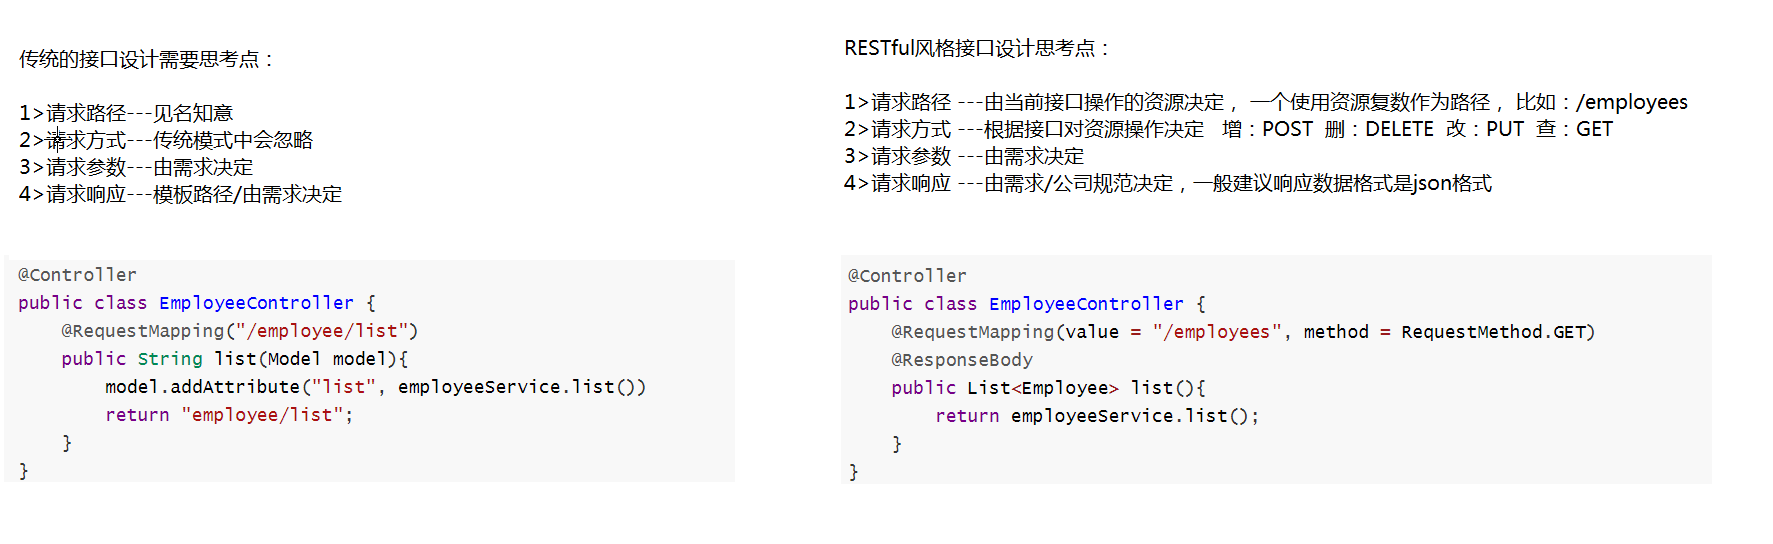 传统的接口设计需要思考点：
1>请求路径---见名知意
2>请求方式---传统模式中会忽略
3>请求参数---由需求决定
4>请求响应---模板路径/由需求决定
@Controller
public class EmployeeController {
    @RequestMapping("/employee/list")
    public String list(Model model){
        model.addAttribute("list", employeeService.list())
        return "employee/list";
    }
}
RESTful风格接口设计思考点：
1>请求路径 ---由当前接口操作的资源决定， 一个使用资源复数作为路径， 比如：/employees
2>请求方式 ---根据接口对资源操作决定   增：POST  删：DELETE  改：PUT  查：GET
3>请求参数 ---由需求决定
4>请求响应 ---由需求/公司规范决定，一般建议响应数据格式是json格式
@Controller
public class EmployeeController {
    @RequestMapping(value = "/employees", method = RequestMethod.GET)
    @ResponseBody
    public List<Employee> list(){
        return employeeService.list();
    }
}